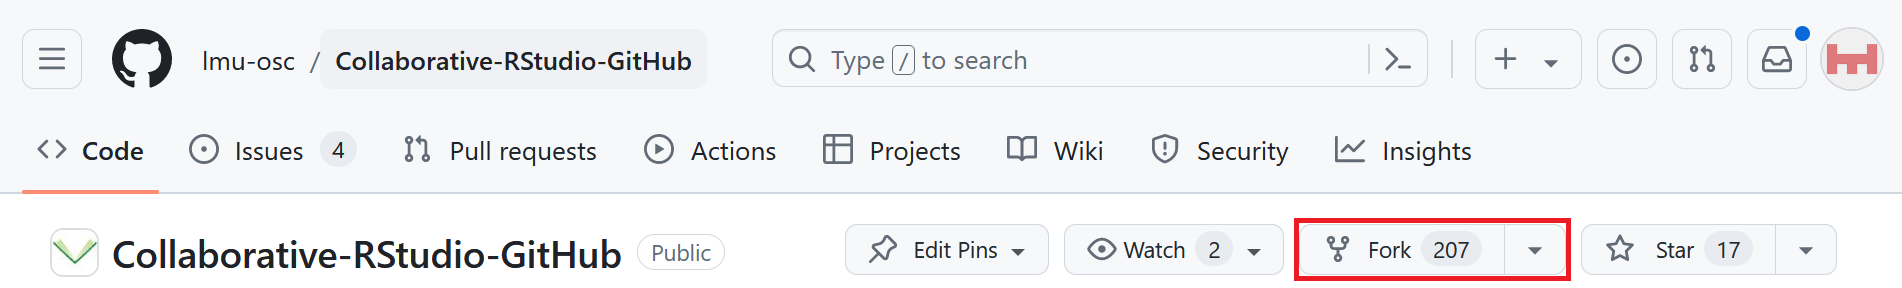 lmu-osc / Collaborative-RStudio-GitHub Type / to search
Code Issues 4 Pull requests Actions Projects Wiki Security Insights
Collaborative-RStudio-GitHub Public Edit Pins Watch 2 Fork 207 Star 17